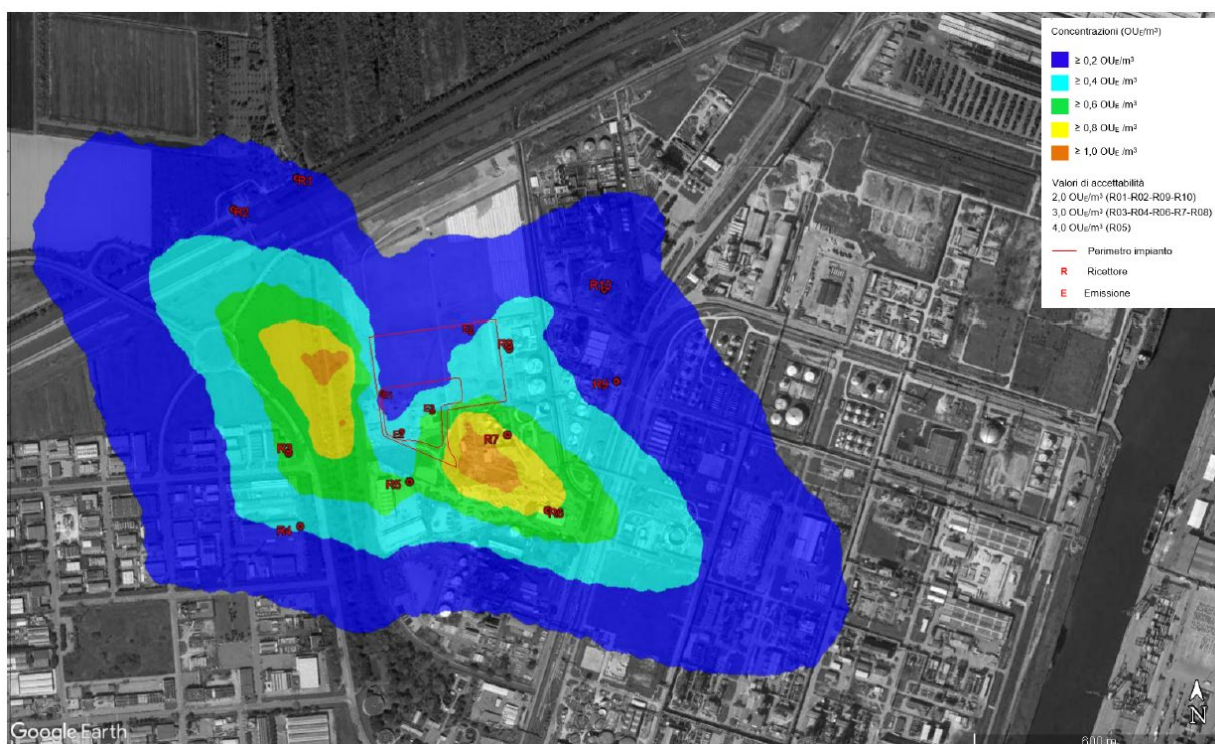 Concentrazioni (OUE/m³)
≥ 0,2 OUE/m³
≥ 0,4 OUE /m³
≥ 0,6 OUE /m³
≥ 0,8 OUE /m³
≥ 1,0 OUE /m³
Valori di accettabilità
2,0 OUE/m³ (R01-R02-R09-R10)
3,0 OUE/m³ (R03-R04-R06-R7-R08)
4,0 OUE/m³ (R05)
Perimetro impianto
R Ricettore
E Emissione
R1
R2
R10
R3
R7
R5
R6
R4
Google Earth
N
600 m